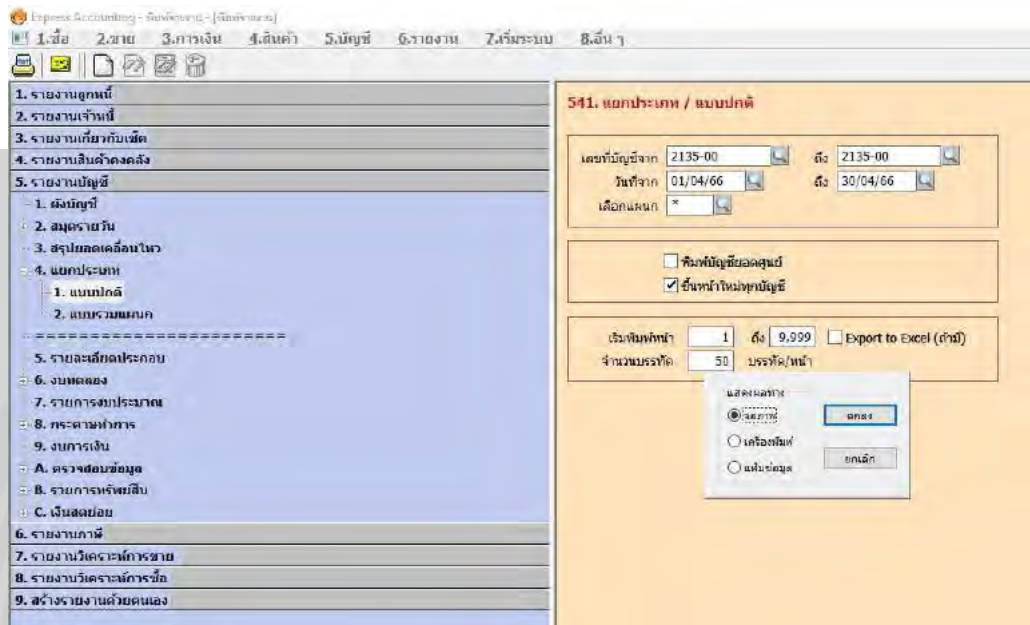 Express Accounting - พิมพ์รายงาน - [พิมพ์รายงาน]
1.ซื้อ 2.ขาย 3.การเงิน 4.สินค้า 5.บัญชี 6.รายงาน 7.เริ่มระบบ 8.อื่น ๆ
1. รายงานลูกหนี้
2. รายงานเจ้าหนี้
3. รายงานเกี่ยวกับเช็ค
4. รายงานสินค้าคงคลัง
5. รายงานบัญชี
1. ผังบัญชี
2. สมุดรายวัน
3. สรุปยอดเคลื่อนไหว
4. แยกประเภท
1. แบบปกติ
2. แบบรวมแผนก
========================
5. รายละเอียดประกอบ
6. งบทดลอง
7. รายการงบประมาณ
8. กระดาษทำการ
9. งบการเงิน
A. ตรวจสอบข้อมูล
B. รายการทรัพย์สิน
C. เงินสดย่อย
6. รายงานภาษี
7. รายงานวิเคราะห์การขาย
8. รายงานวิเคราะห์การซื้อ
9. สร้างรายงานด้วยตนเอง
541. แยกประเภท / แบบปกติ
เลขที่บัญชีจาก 2135-00 ถึง 2135-00
วันที่จาก 01/04/66 ถึง 30/04/66
เลือกแผนก *
พิมพ์บัญชียอดศูนย์
ขึ้นหน้าใหม่ทุกบัญชี
เริ่มพิมพ์หน้า 1 ถึง 9,999 Export to Excel (ถ้ามี)
จำนวนบรรทัด 50 บรรทัด/หน้า
แสดงผลทาง
จอภาพ ตกลง
เครื่องพิมพ์
ยกเลิก
แฟ้มข้อมูล